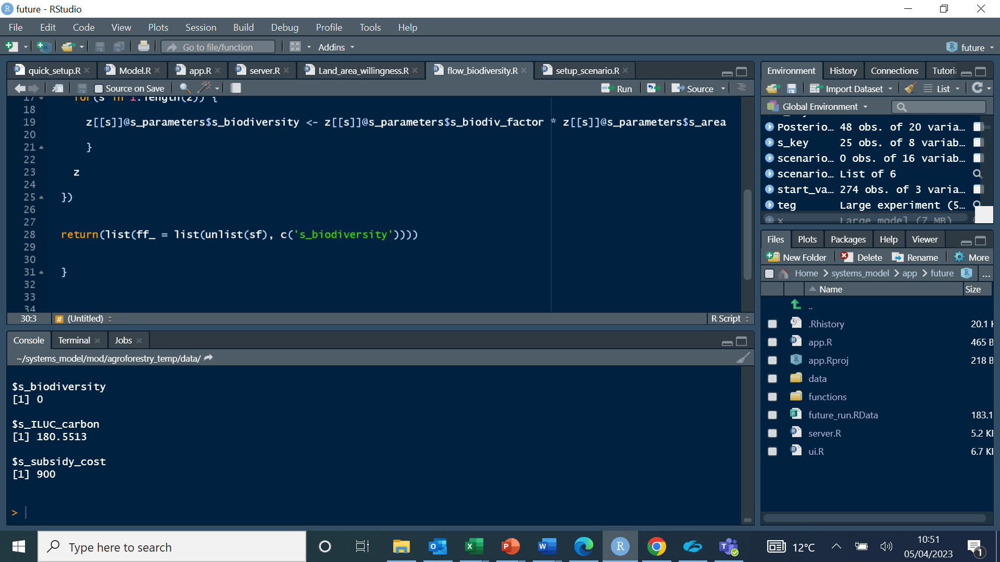 future - RStudio
File Edit Code View Plots Session Build Debug Profile Tools Help
Go to file/function Addins future
quick_setup.R Model.R app.R server.R Land_area_willingness.R flow_biodiversity.R setup_scenario.R
Source on Save Run Source
17 for(s in 1:length(z)) {
18
19 z[[s]]@s_parameters$s_biodiversity <- z[[s]]@s_parameters$s_biodiv_factor * z[[s]]@s_parameters$s_area
20
21 }
22
23 z
24
25 })
26
27
28 return(list(ff_ = list(unlist(sf), c('s_biodiversity'))))
29
30
31 }
32
33
34
30:3 (Untitled) R Script
Console Terminal Jobs
~/systems_model/mod/agroforestry_temp/data/
$s_biodiversity
[1] 0
$s_ILUC_carbon
[1] 180.5513
$s_subsidy_cost
[1] 900
>
Environment History Connections Tutoria
Import Dataset List
Global Environment
Posterio… 48 obs. of 20 varia…
s_key 25 obs. of 8 variab…
scenario… 0 obs. of 16 variab…
scenario… List of 6
start_va… 274 obs. of 3 varia…
teg Large experiment (5…
x Large model (7 MB)
Files Plots Packages Help Viewer
New Folder Delete Rename More
Home systems_model app future ...
Name Size
..
.Rhistory 20.1 K
app.R 465 B
app.Rproj 218 B
data
functions
future_run.RData 183.1
server.R 5.2 KB
ui.R 6.7 KB
Type here to search
12°C
10:51
05/04/2023
1